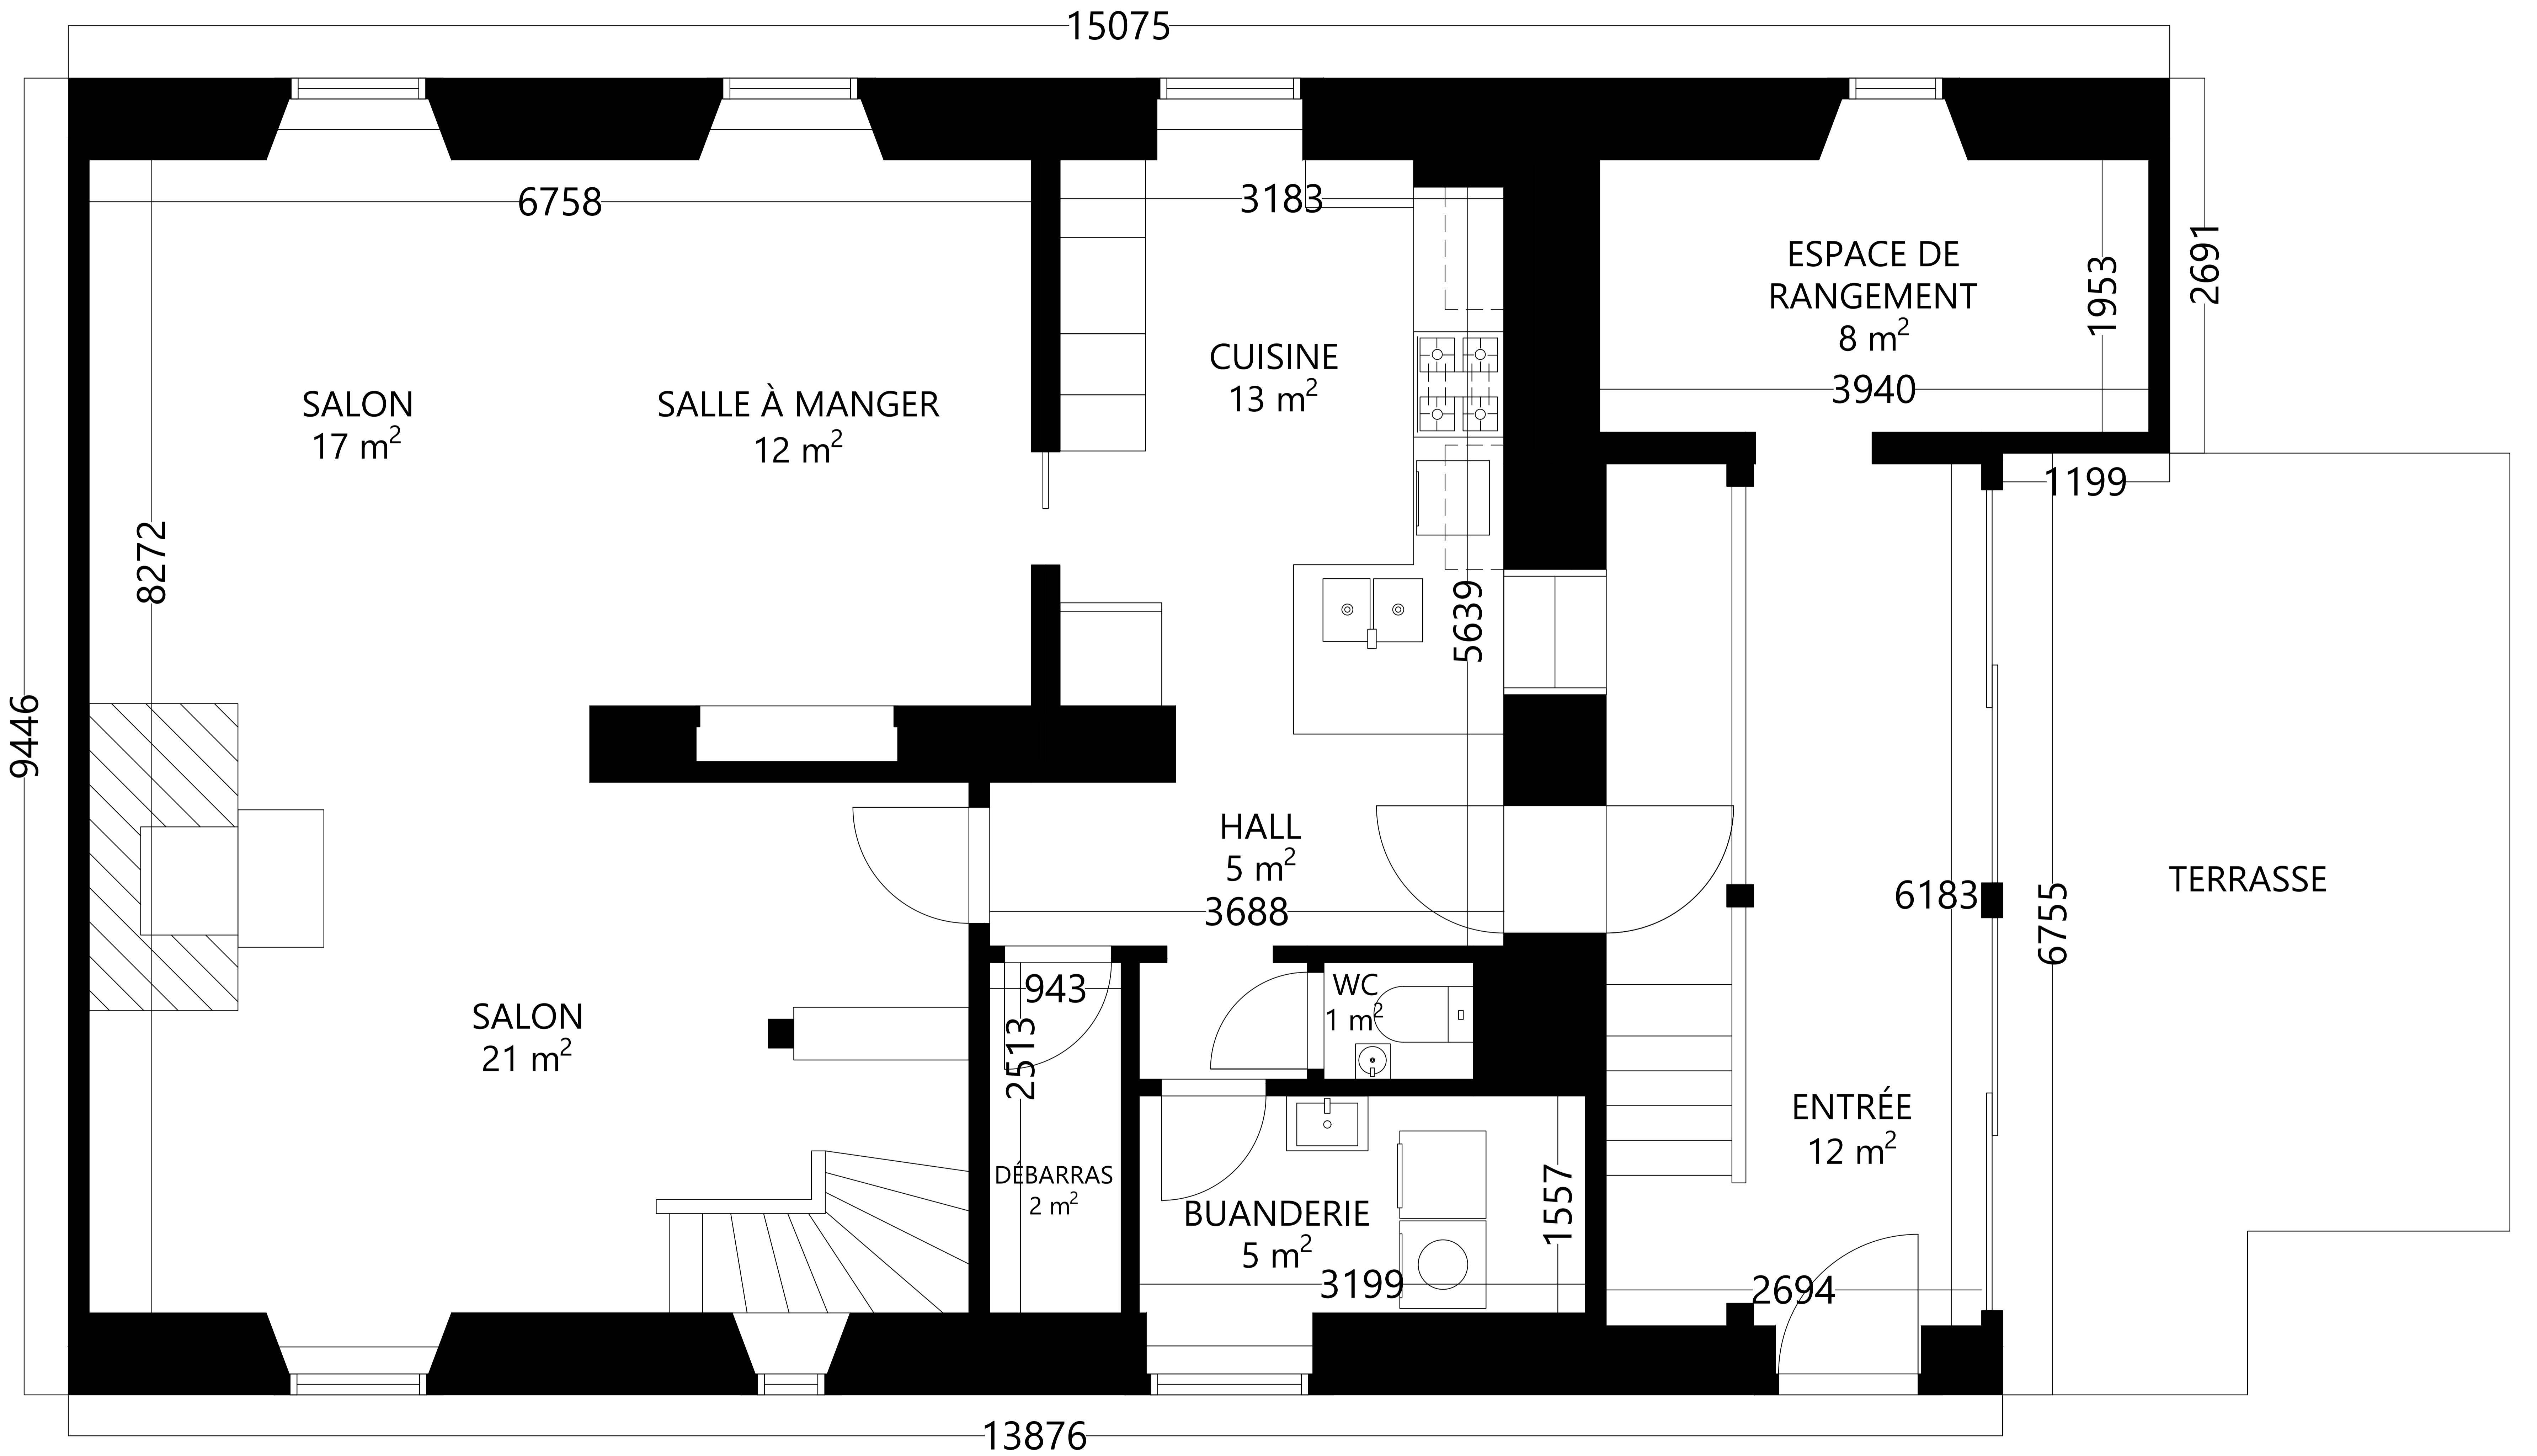 15075
6758
3183
ESPACE DE
RANGEMENT
8 m²
1953
2691
3940
SALON
17 m²
SALLE À MANGER
12 m²
CUISINE
13 m²
1199
8272
5639
9446
HALL
5 m²
3688
6183
6755
TERRASSE
943
WC
1 m²
2513
SALON
21 m²
ENTRÉE
12 m²
DÉBARRAS
2 m²
BUANDERIE
5 m²
1557
3199
2694
13876